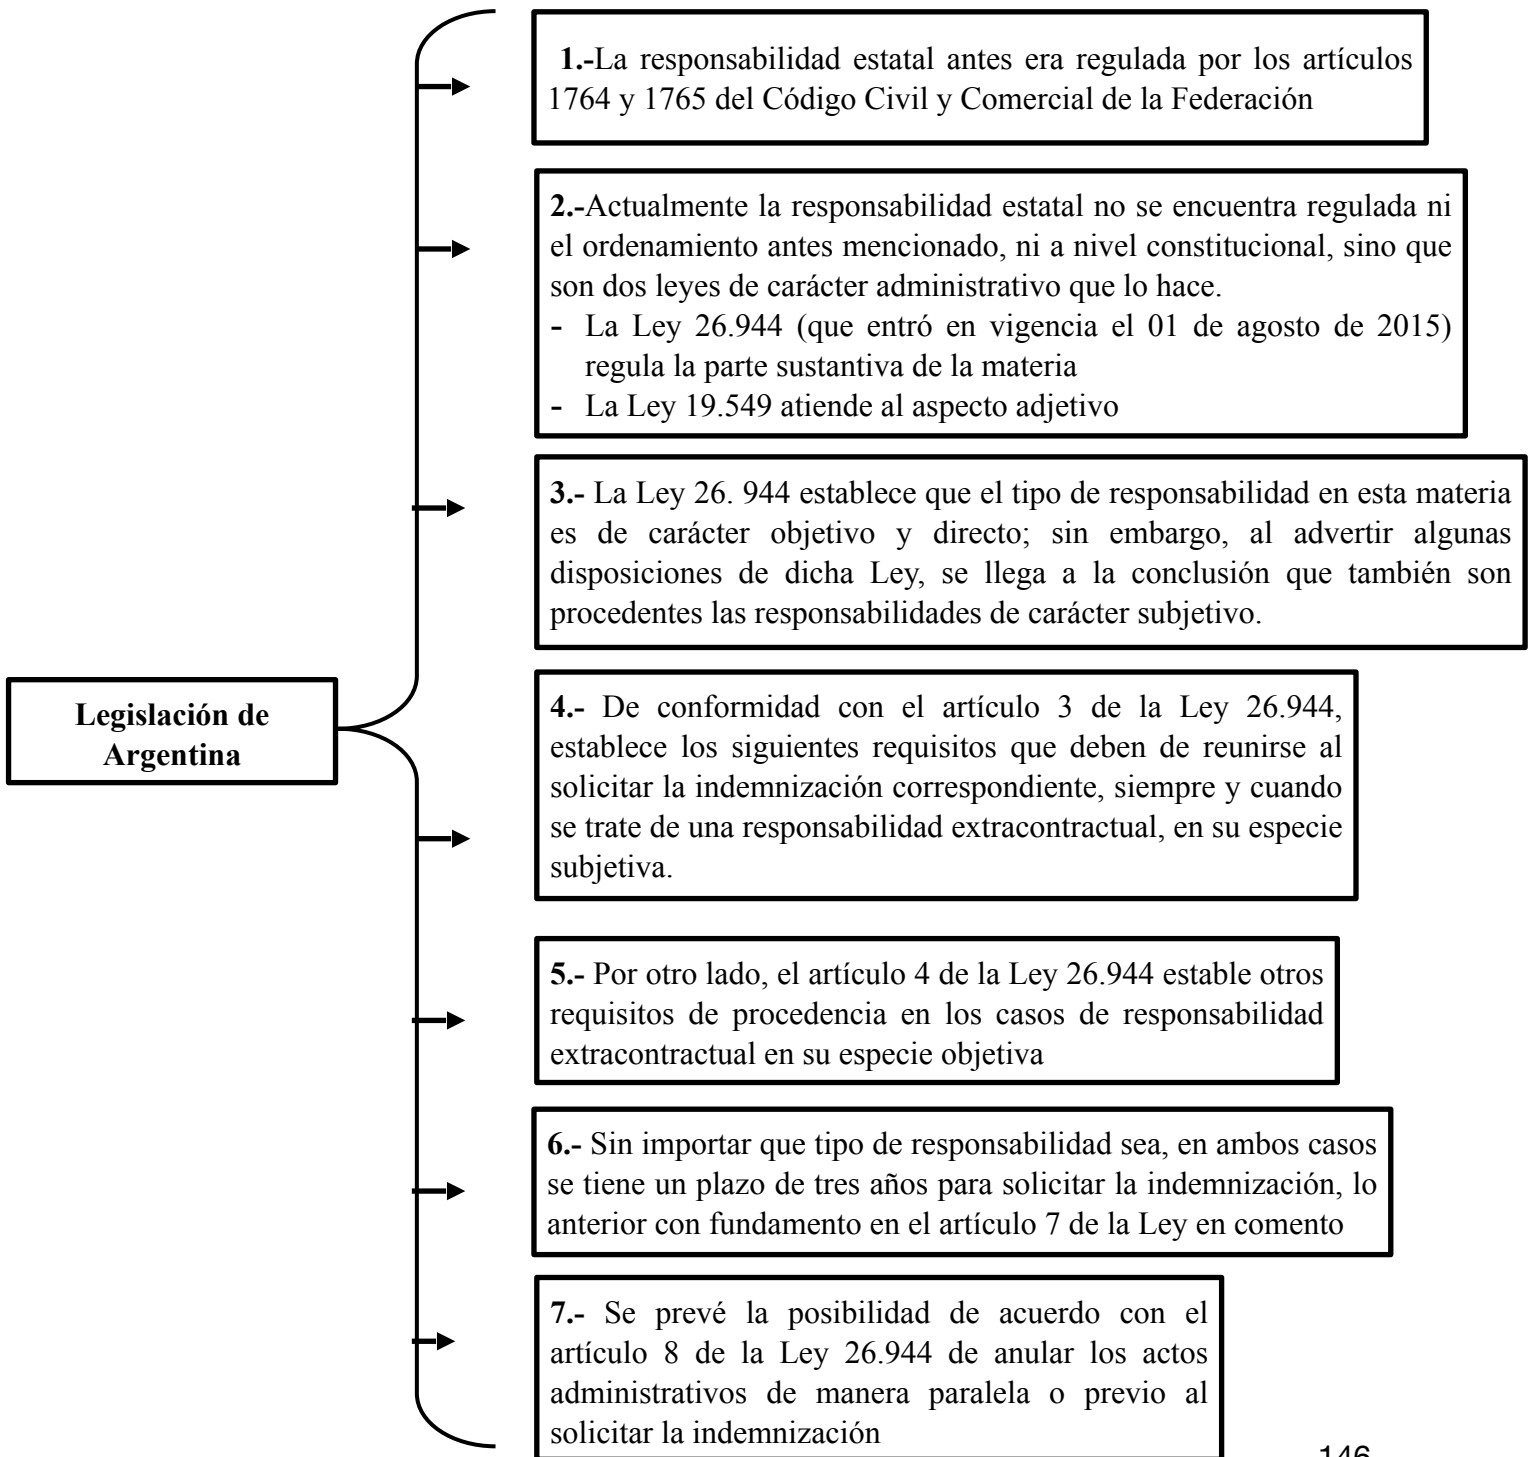 1.-La responsabilidad estatal antes era regulada por los artículos
1764 y 1765 del Código Civil y Comercial de la Federación
2.-Actualmente la responsabilidad estatal no se encuentra regulada ni
el ordenamiento antes mencionado, ni a nivel constitucional, sino que
son dos leyes de carácter administrativo que lo hace.
- La Ley 26.944 (que entró en vigencia el 01 de agosto de 2015)
regula la parte sustantiva de la materia
- La Ley 19.549 atiende al aspecto adjetivo
3.- La Ley 26. 944 establece que el tipo de responsabilidad en esta materia
es de carácter objetivo y directo; sin embargo, al advertir algunas
disposiciones de dicha Ley, se llega a la conclusión que también son
procedentes las responsabilidades de carácter subjetivo.
Legislación de
Argentina
4.- De conformidad con el artículo 3 de la Ley 26.944,
establece los siguientes requisitos que deben de reunirse al
solicitar la indemnización correspondiente, siempre y cuando
se trate de una responsabilidad extracontractual, en su especie
subjetiva.
5.- Por otro lado, el artículo 4 de la Ley 26.944 estable otros
requisitos de procedencia en los casos de responsabilidad
extracontractual en su especie objetiva
6.- Sin importar que tipo de responsabilidad sea, en ambos casos
se tiene un plazo de tres años para solicitar la indemnización, lo
anterior con fundamento en el artículo 7 de la Ley en comento
7.- Se prevé la posibilidad de acuerdo con el
artículo 8 de la Ley 26.944 de anular los actos
administrativos de manera paralela o previo al
solicitar la indemnización
146